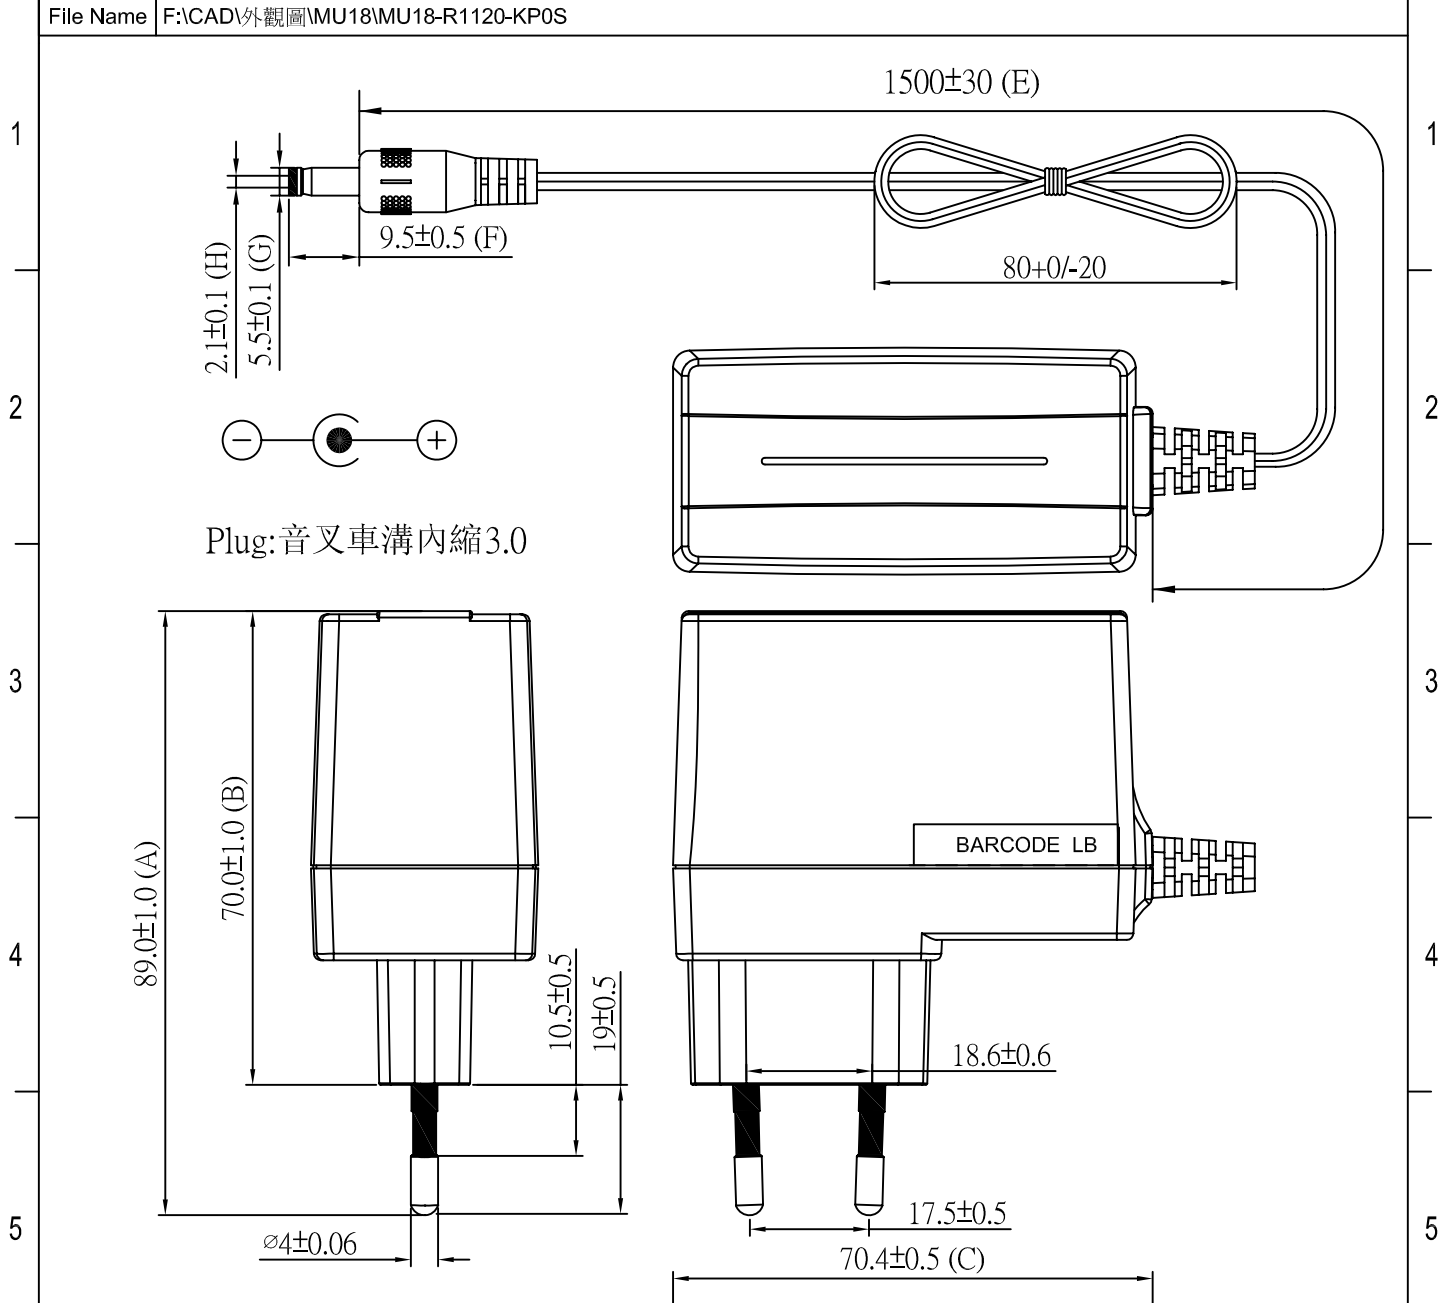 File Name F:\CAD\外觀圖\MU18\MU18-R1120-KP0S
1500±30 (E)
1 1
9.5±0.5 (F)
80+0/-20
2.1±0.1 (H)
5.5±0.1 (G)
2 2
− +
Plug:音叉車溝內縮3.0
3 3
70.0±1.0 (B)
89.0±1.0 (A)
BARCODE LB
4 4
10.5±0.5
19±0.5
18.6±0.6
17.5±0.5
5 5
⌀4±0.06
70.4±0.5 (C)